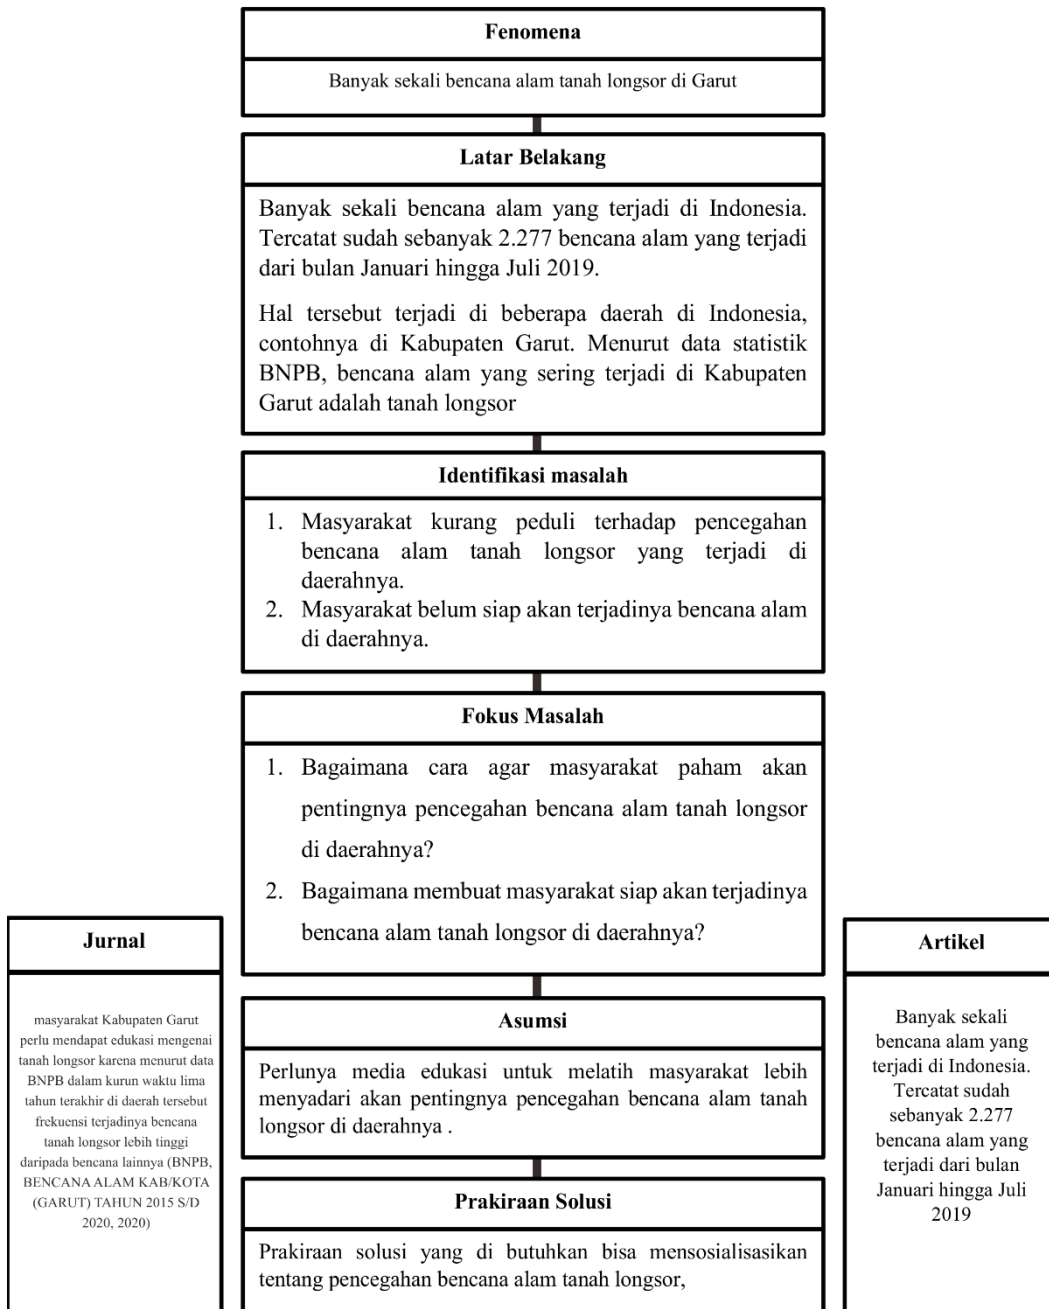 Fenomena
Banyak sekali bencana alam tanah longsor di Garut
Latar Belakang
Banyak sekali bencana alam yang terjadi di Indonesia.
Tercatat sudah sebanyak 2.277 bencana alam yang terjadi
dari bulan Januari hingga Juli 2019.
Hal tersebut terjadi di beberapa daerah di Indonesia,
contohnya di Kabupaten Garut. Menurut data statistik
BNPB, bencana alam yang sering terjadi di Kabupaten
Garut adalah tanah longsor
Identifikasi masalah
1. Masyarakat kurang peduli terhadap pencegahan
bencana alam tanah longsor yang terjadi di
daerahnya.
2. Masyarakat belum siap akan terjadinya bencana alam
di daerahnya.
Fokus Masalah
1. Bagaimana cara agar masyarakat paham akan
pentingnya pencegahan bencana alam tanah longsor
di daerahnya?
2. Bagaimana membuat masyarakat siap akan terjadinya
bencana alam tanah longsor di daerahnya?
Jurnal
masyarakat Kabupaten Garut
perlu mendapat edukasi mengenai
tanah longsor karena menurut data
BNPB dalam kurun waktu lima
tahun terakhir di daerah tersebut
frekuensi terjadinya bencana
tanah longsor lebih tinggi
daripada bencana lainnya (BNPB,
BENCANA ALAM KAB/KOTA
(GARUT) TAHUN 2015 S/D
2020, 2020)
Asumsi
Perlunya media edukasi untuk melatih masyarakat lebih
menyadari akan pentingnya pencegahan bencana alam tanah
longsor di daerahnya .
Prakiraan Solusi
Prakiraan solusi yang di butuhkan bisa mensosialisasikan
tentang pencegahan bencana alam tanah longsor,
Artikel
Banyak sekali
bencana alam yang
terjadi di Indonesia.
Tercatat sudah
sebanyak 2.277
bencana alam yang
terjadi dari bulan
Januari hingga Juli
2019